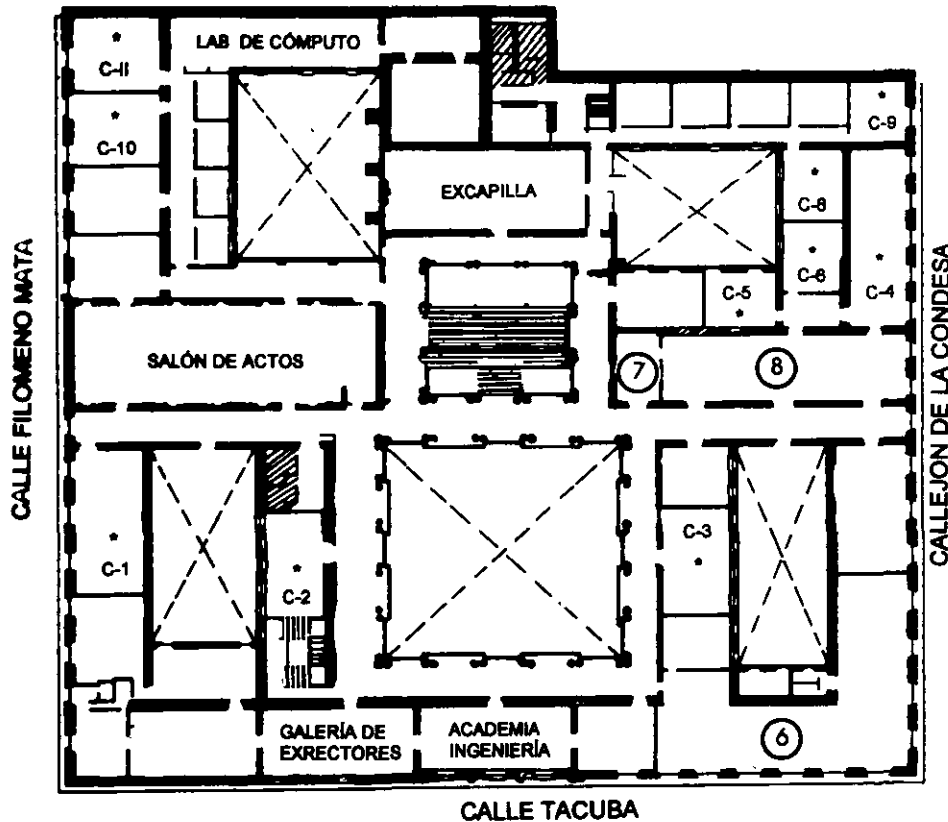 LAB DE CÓMPUTO
* C-11
* C-10
* C-9
EXCAPILLA
* C-8
* C-6
* C-4
C-5 *
CALLE FILOMENO MATA
SALÓN DE ACTOS
7
8
CALLEJON DE LA CONDESA
* C-1
* C-2
C-3 *
GALERÍA DE
EXRECTORES
ACADEMIA
INGENIERÍA
6
CALLE TACUBA